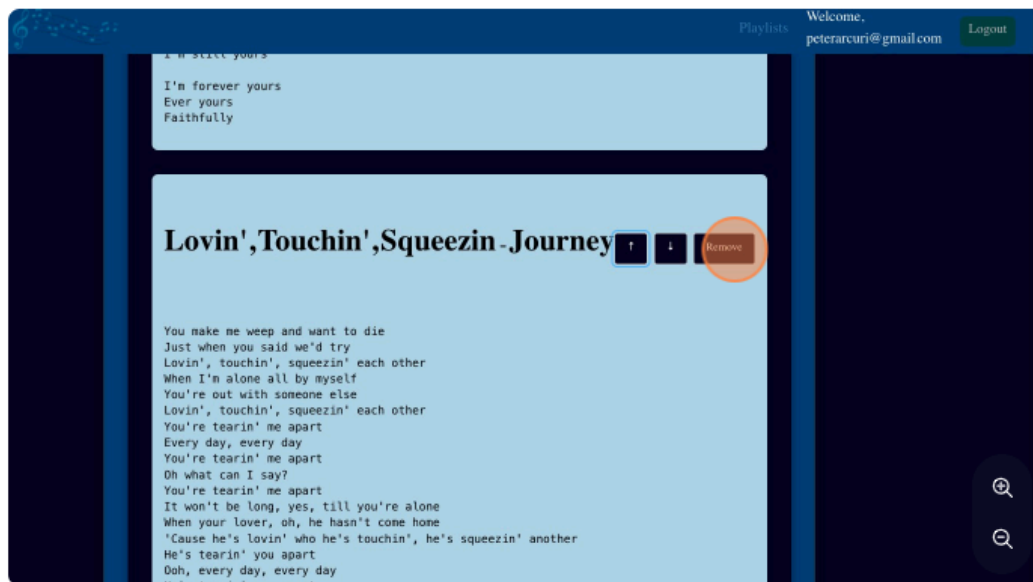 Playlists
Welcome,
peterarcuri@gmail.com
Logout
I'm still yours
I'm forever yours
Ever yours
Faithfully
Lovin',Touchin',Squeezin - Journey
↑
↓
Remove
You make me weep and want to die
Just when you said we'd try
Lovin', touchin', squeezin' each other
When I'm alone all by myself
You're out with someone else
Lovin', touchin', squeezin' each other
You're tearin' me apart
Every day, every day
You're tearin' me apart
Oh what can I say?
You're tearin' me apart
It won't be long, yes, till you're alone
When your lover, oh, he hasn't come home
'Cause he's lovin' who he's touchin', he's squeezin' another
He's tearin' you apart
Ooh, every day, every day